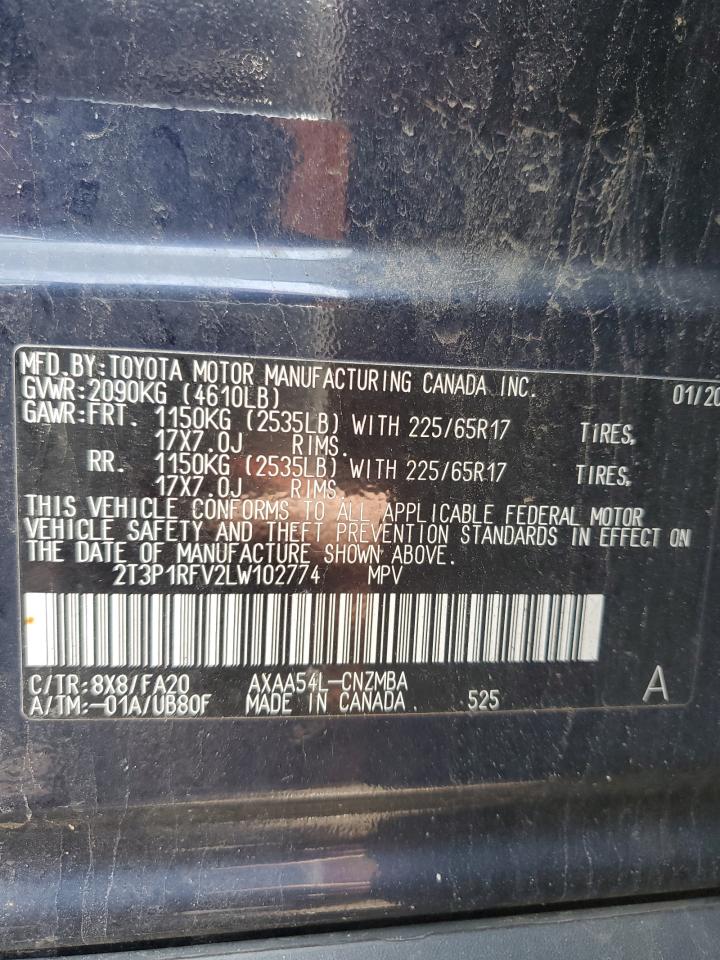 MFD.BY:TOYOTA MOTOR MANUFACTURING CANADA INC. 01/20
GVWR:2090KG (4610LB)
GAWR:FRT. 1150KG (2535LB) WITH 225/65R17 TIRES,
17X7.0J RIMS.
RR. 1150KG (2535LB) WITH 225/65R17 TIRES,
17X7.0J RIMS.
THIS VEHICLE CONFORMS TO ALL APPLICABLE FEDERAL MOTOR
VEHICLE SAFETY AND THEFT PREVENTION STANDARDS IN EFFECT ON
THE DATE OF MANUFACTURE SHOWN ABOVE.
2T3P1RFV2LW102774 MPV
C/TR:8X8/FA20 AXAA54L-CNZMBA A
A/TM:-01A/UB80F MADE IN CANADA 525